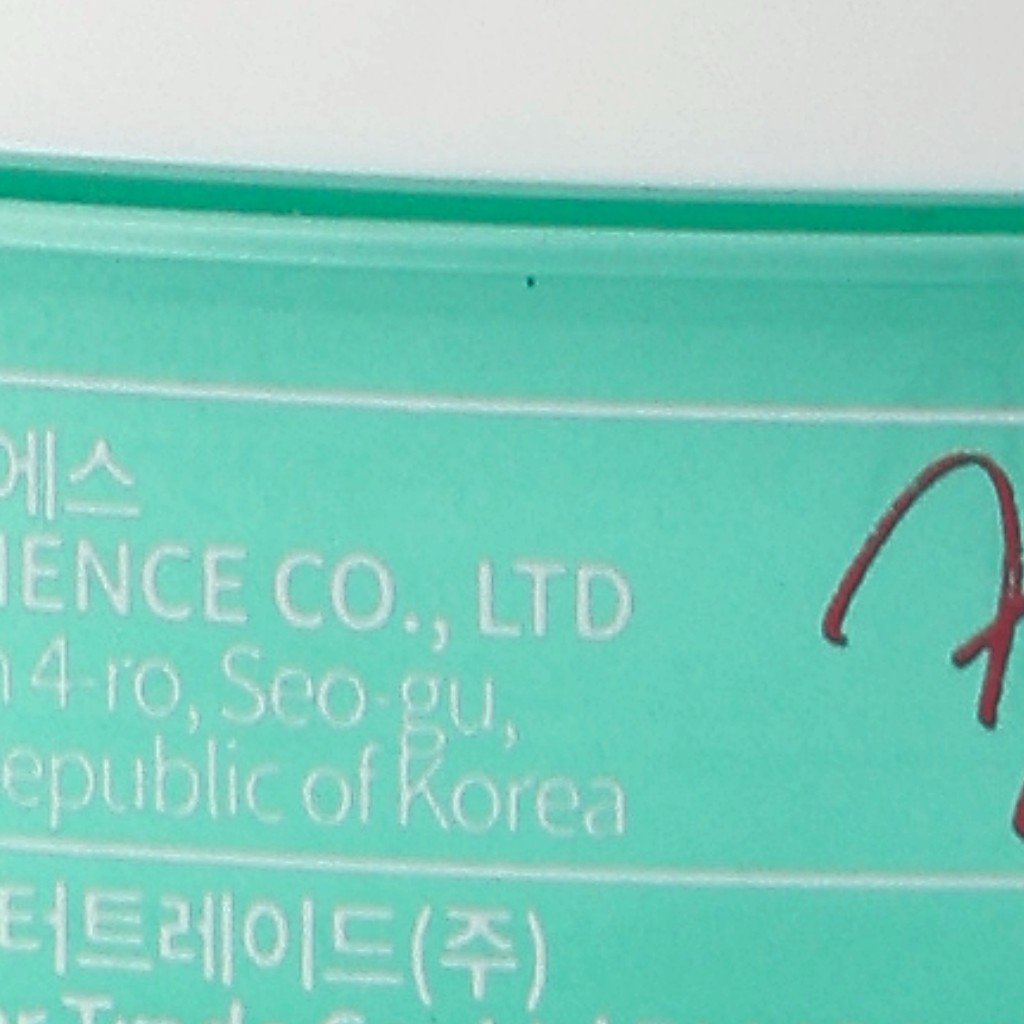 에스
IENCE CO., LTD
4-ro, Seo-gu,
epublic of Korea
터트레이드(주)